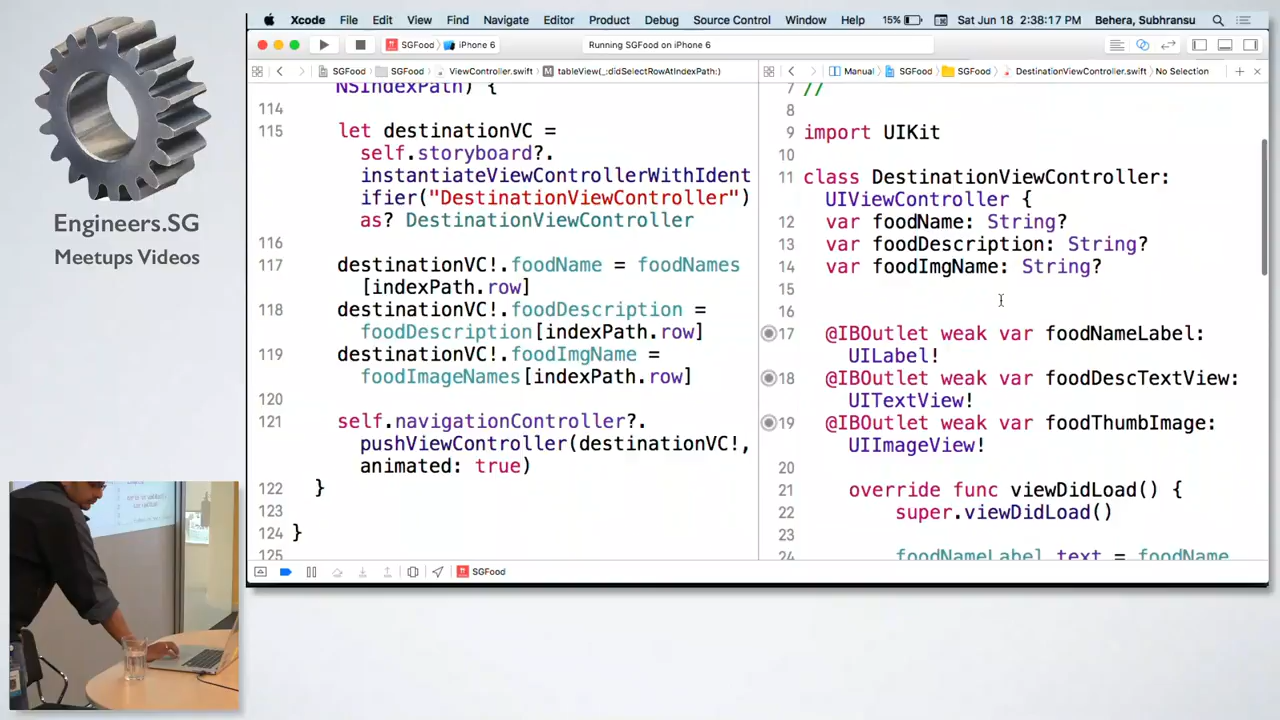 Xcode File Edit View Find Navigate Editor Product Debug Source Control Window Help 15% Sat Jun 18 2:38:17 PM Behera, Subhransu
SGFood iPhone 6 Running SGFood on iPhone 6
SGFood SGFood ViewController.swift M tableView(_:didSelectRowAtIndexPath:)
Manual SGFood SGFood DestinationViewController.swift No Selection
NSIndexPath) {
114
115 let destinationVC =
self.storyboard?.
instantiateViewControllerWithIdent
ifier("DestinationViewController")
as? DestinationViewController
116
117 destinationVC!.foodName = foodNames
[indexPath.row]
118 destinationVC!.foodDescription =
foodDescription[indexPath.row]
119 destinationVC!.foodImgName =
foodImageNames[indexPath.row]
120
121 self.navigationController?.
pushViewController(destinationVC!,
animated: true)
122 }
123
124 }
125
7 //
8
9 import UIKit
10
11 class DestinationViewController:
UIViewController {
12 var foodName: String?
13 var foodDescription: String?
14 var foodImgName: String?
15
16
17 @IBOutlet weak var foodNameLabel:
UILabel!
18 @IBOutlet weak var foodDescTextView:
UITextView!
19 @IBOutlet weak var foodThumbImage:
UIImageView!
20
21 override func viewDidLoad() {
22 super.viewDidLoad()
23
24 foodNameLabel.text = foodName
SGFood
Engineers.SG
Meetups Videos